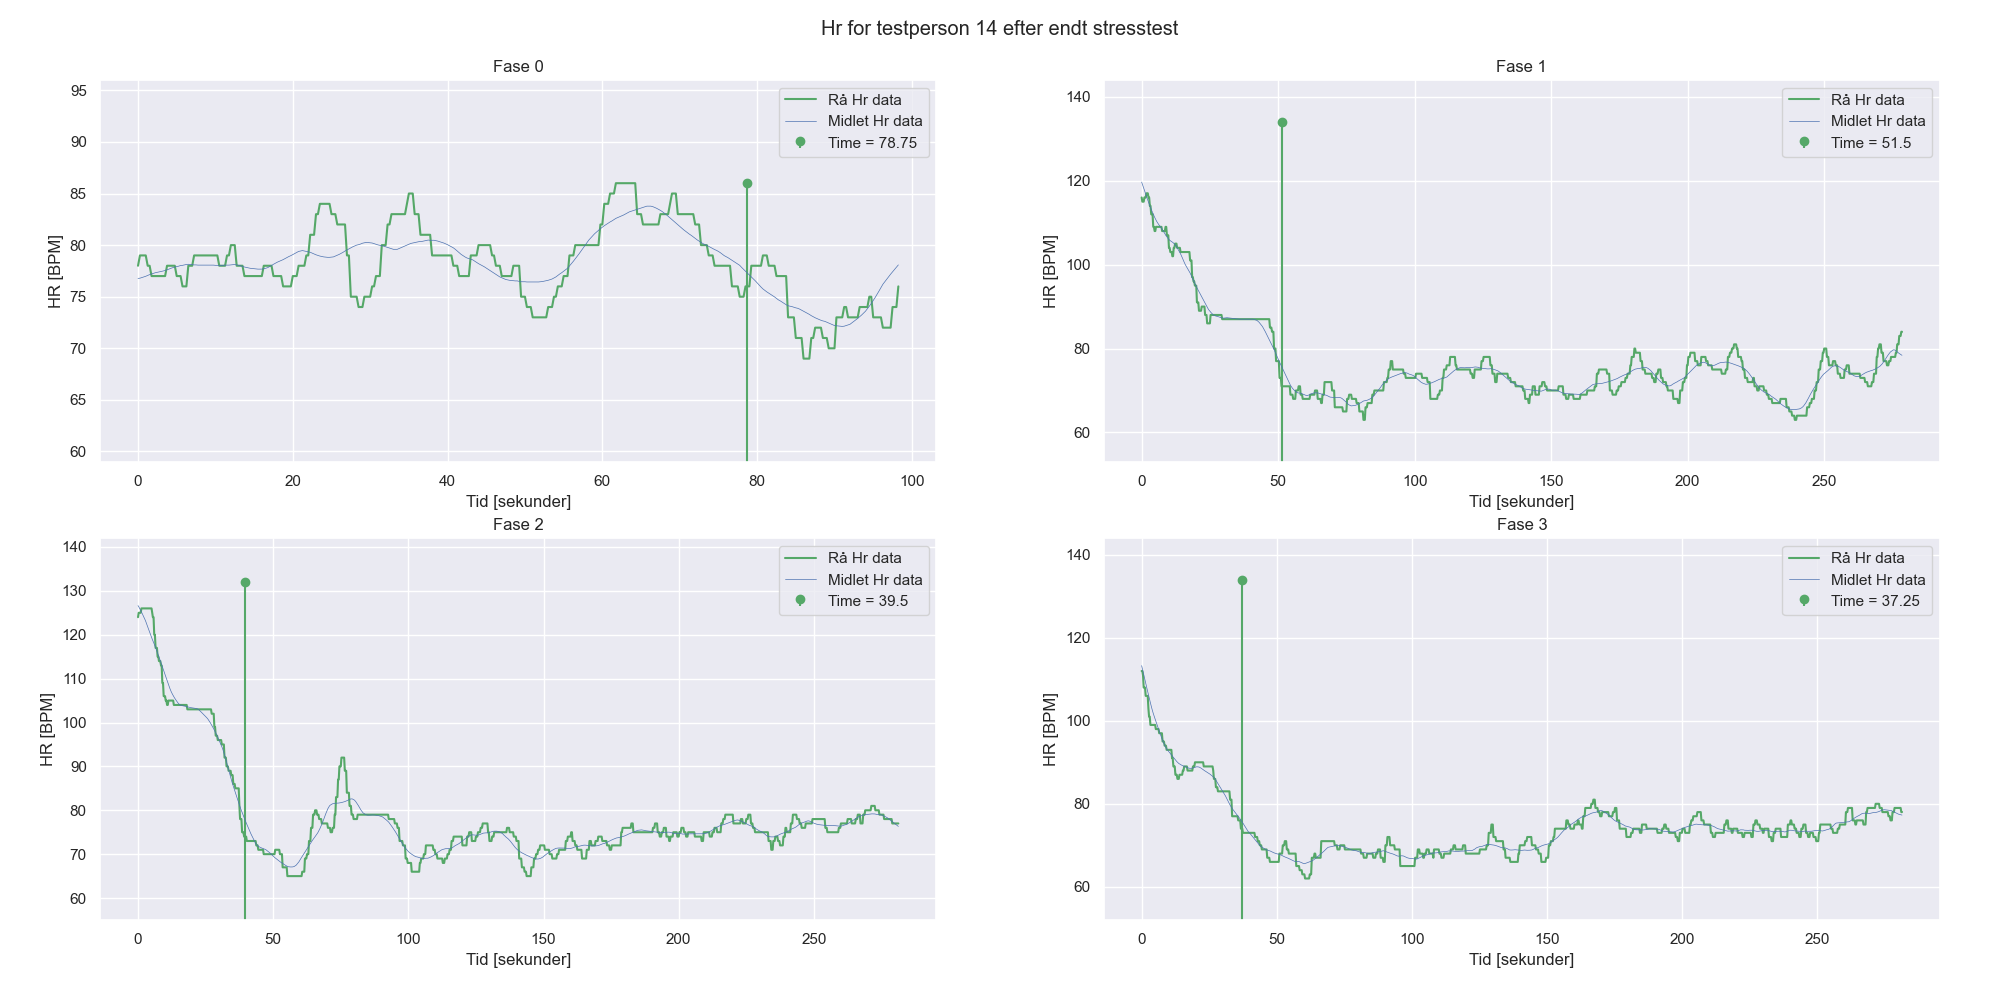 Hr for testperson 14 efter endt stresstest
Fase 0
95
90
85
80
75
70
65
60
HR [BPM]
Rå Hr data
Midlet Hr data
Time = 78.75
0 20 40 60 80 100
Tid [sekunder]
Fase 1
140
120
100
80
60
HR [BPM]
Rå Hr data
Midlet Hr data
Time = 51.5
0 50 100 150 200 250
Tid [sekunder]
Fase 2
140
130
120
110
100
90
80
70
60
HR [BPM]
Rå Hr data
Midlet Hr data
Time = 39.5
0 50 100 150 200 250
Tid [sekunder]
Fase 3
140
120
100
80
60
HR [BPM]
Rå Hr data
Midlet Hr data
Time = 37.25
0 50 100 150 200 250
Tid [sekunder]